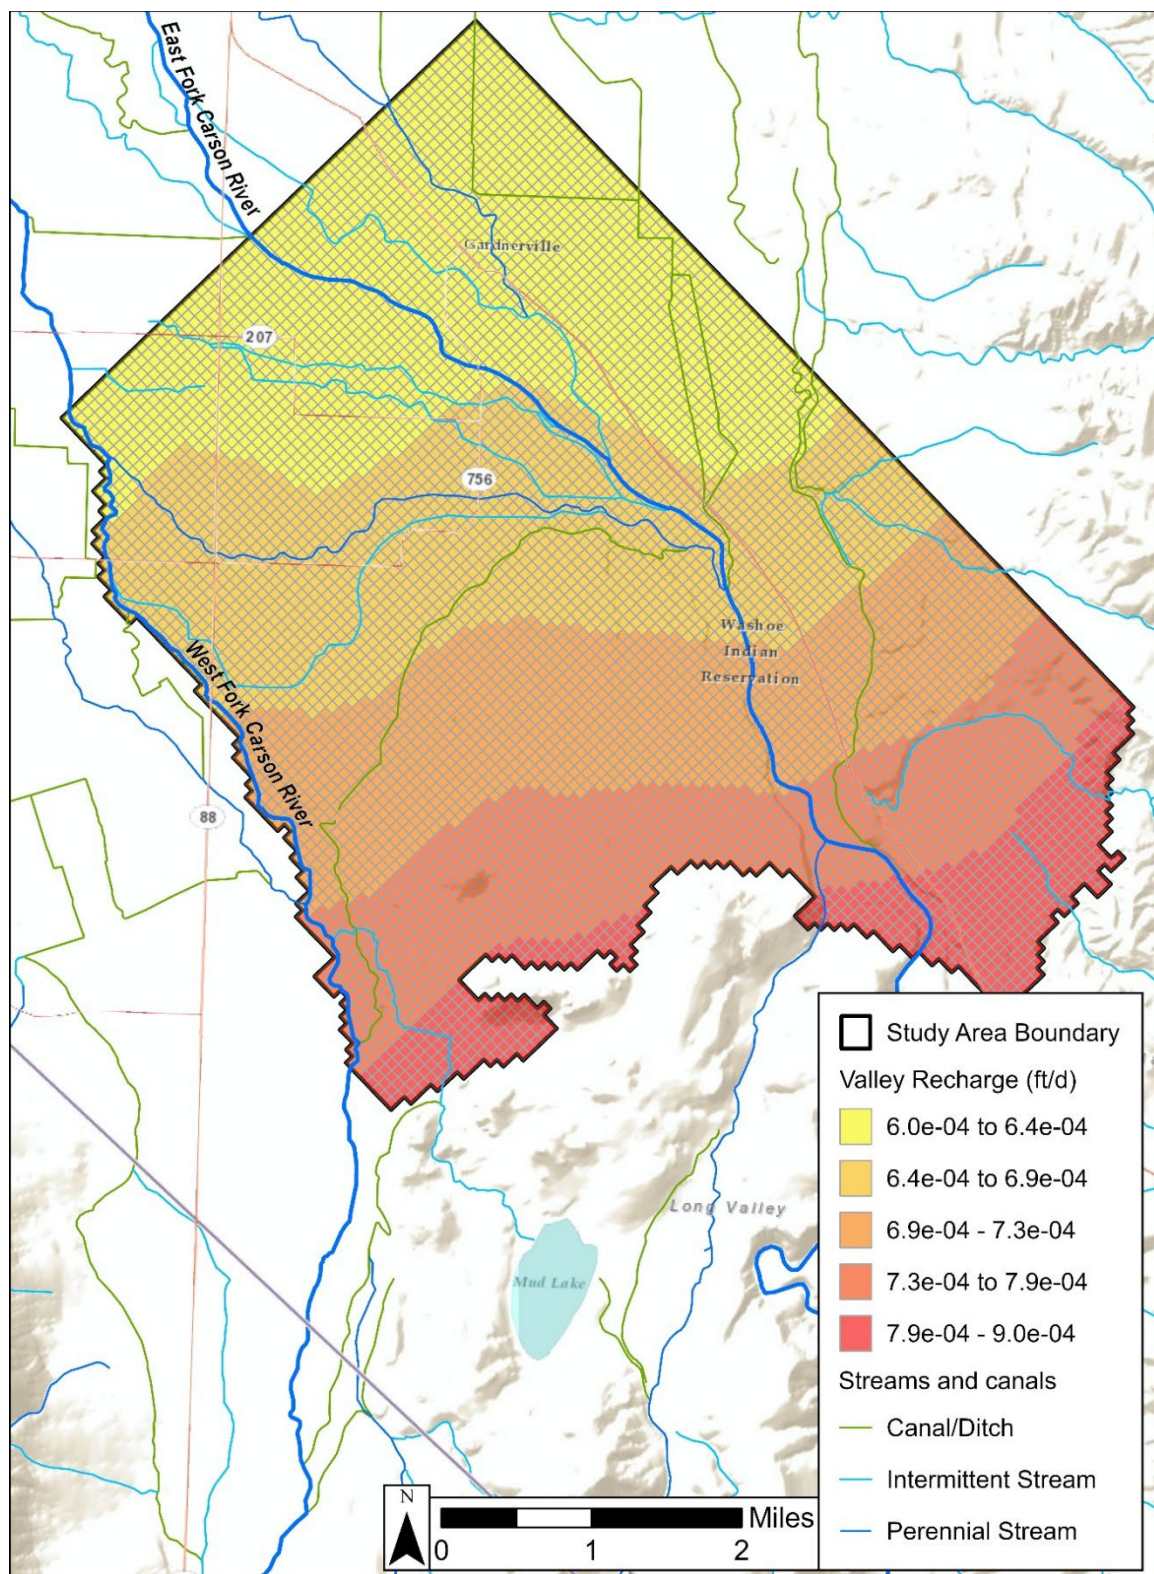 East Fork Carson River
Gardnerville
207
756
Washoe
Indian
Reservation
West Fork Carson River
88
Study Area Boundary
Valley Recharge (ft/d)
6.0e-04 to 6.4e-04
6.4e-04 to 6.9e-04
6.9e-04 - 7.3e-04
7.3e-04 to 7.9e-04
7.9e-04 - 9.0e-04
Streams and canals
Canal/Ditch
Intermittent Stream
Perennial Stream
Long Valley
Mud Lake
N
Miles
0 1 2